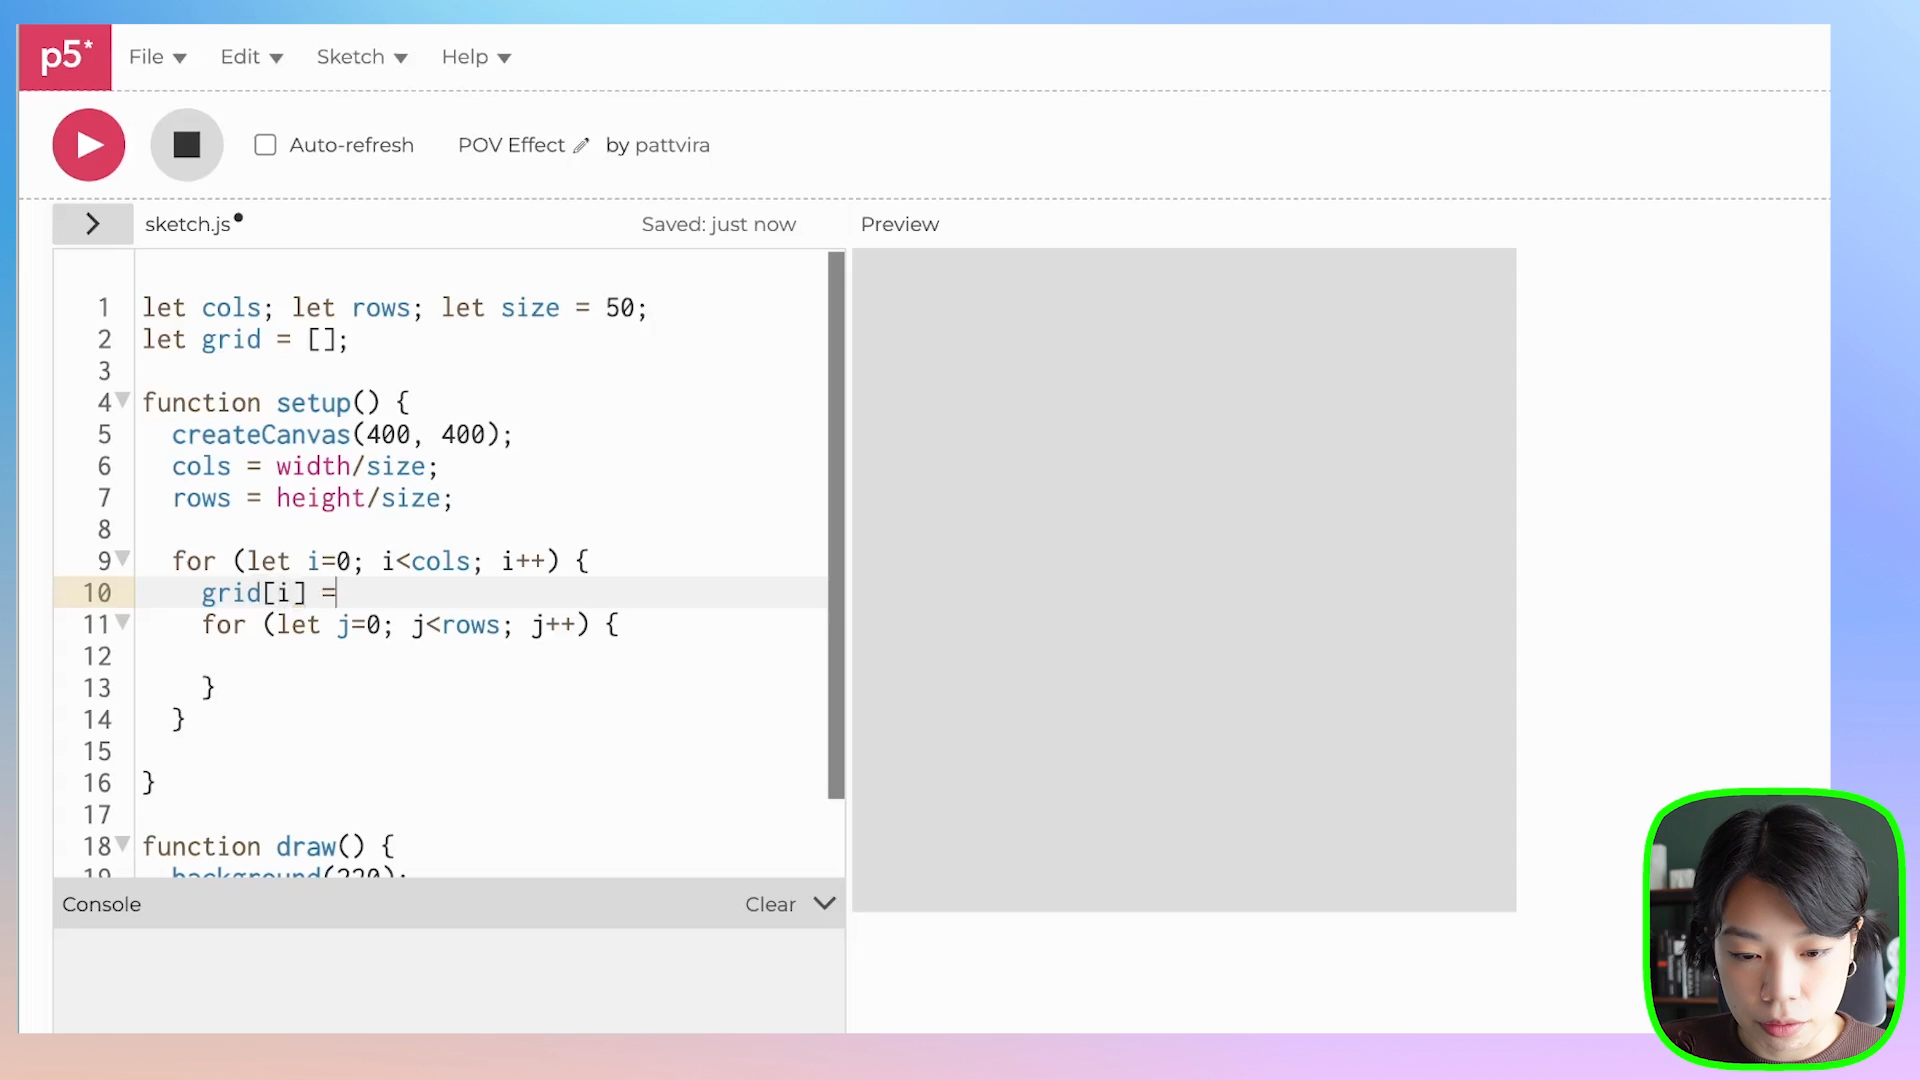 p5* File Edit Sketch Help
Auto-refresh POV Effect by pattvira
sketch.js Saved: just now Preview
1 let cols; let rows; let size = 50;
2 let grid = [];
3
4 function setup() {
5 createCanvas(400, 400);
6 cols = width/size;
7 rows = height/size;
8
9 for (let i=0; i<cols; i++) {
10 grid[i] =
11 for (let j=0; j<rows; j++) {
12
13 }
14 }
15
16 }
17
18 function draw() {
19 background(220);
Console Clear